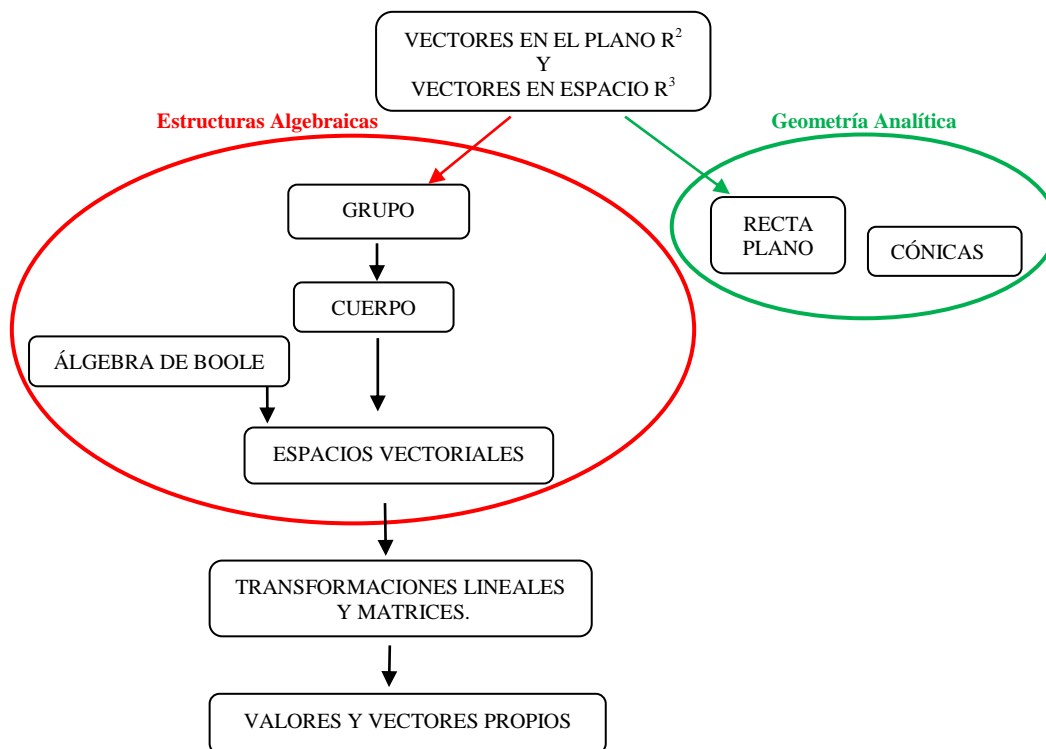 VECTORES EN EL PLANO R²
Y
VECTORES EN ESPACIO R³
Estructuras Algebraicas
Geometría Analítica
GRUPO
RECTA
PLANO
CÓNICAS
CUERPO
ÁLGEBRA DE BOOLE
ESPACIOS VECTORIALES
TRANSFORMACIONES LINEALES
Y MATRICES.
VALORES Y VECTORES PROPIOS